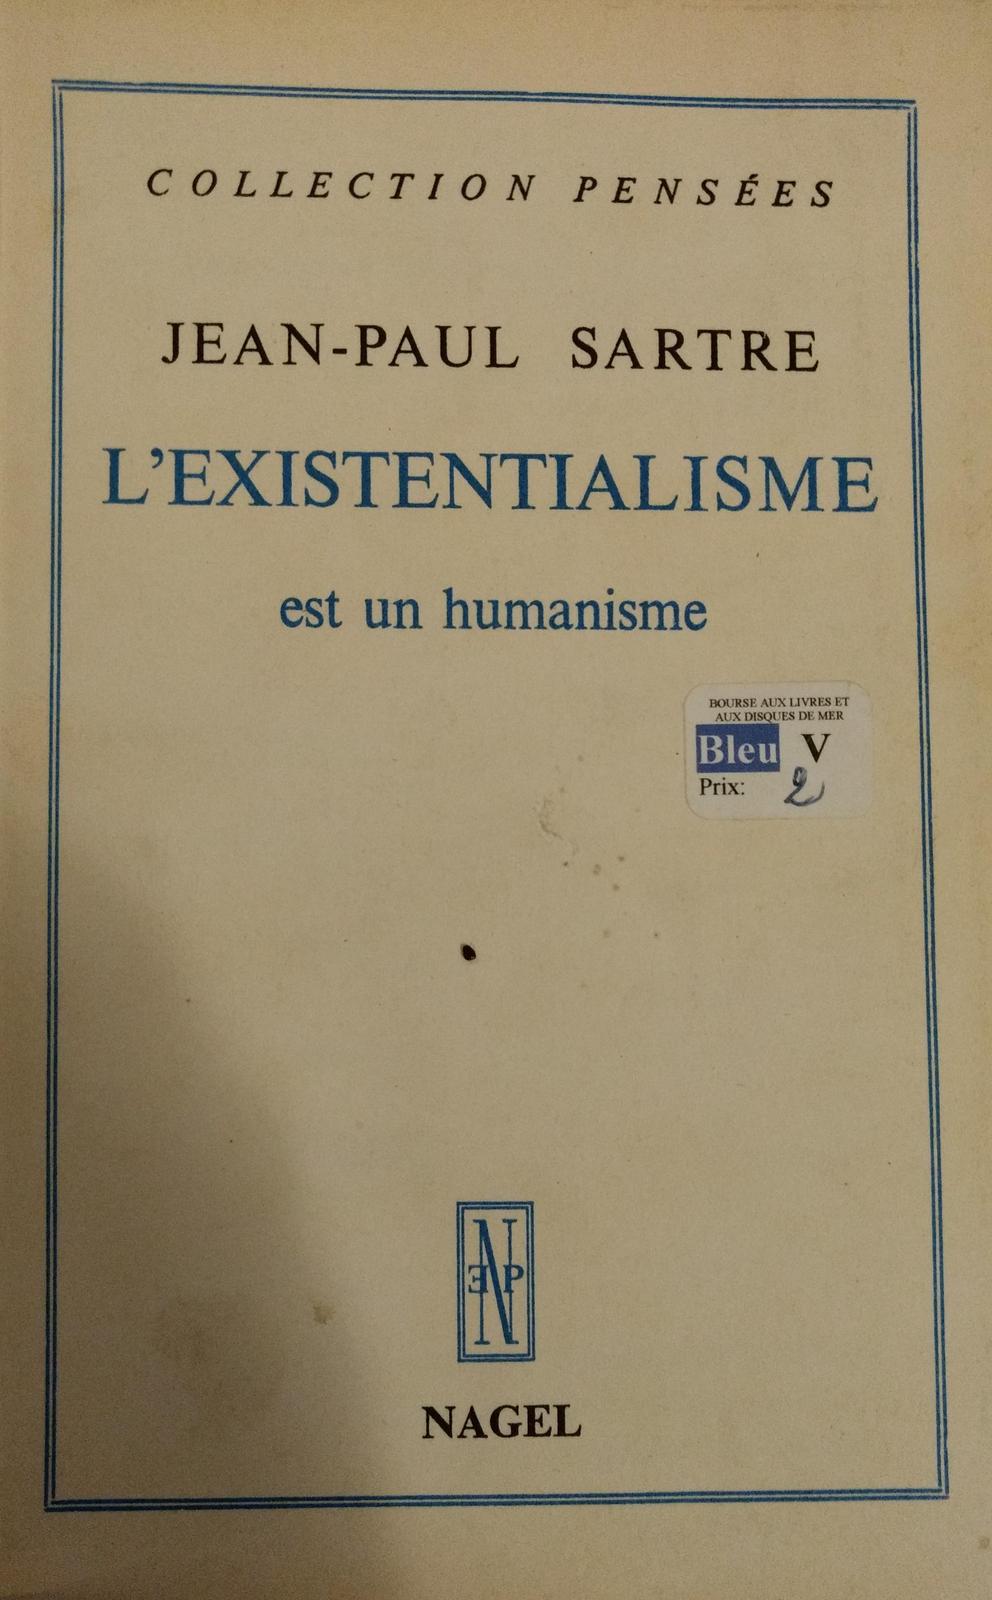 COLLECTION PENSÉES
JEAN-PAUL SARTRE
L'EXISTENTIALISME
est un humanisme
BOURSE AUX LIVRES ET
AUX DISQUES DE MER
Bleu V
Prix: 2
ENP
NAGEL